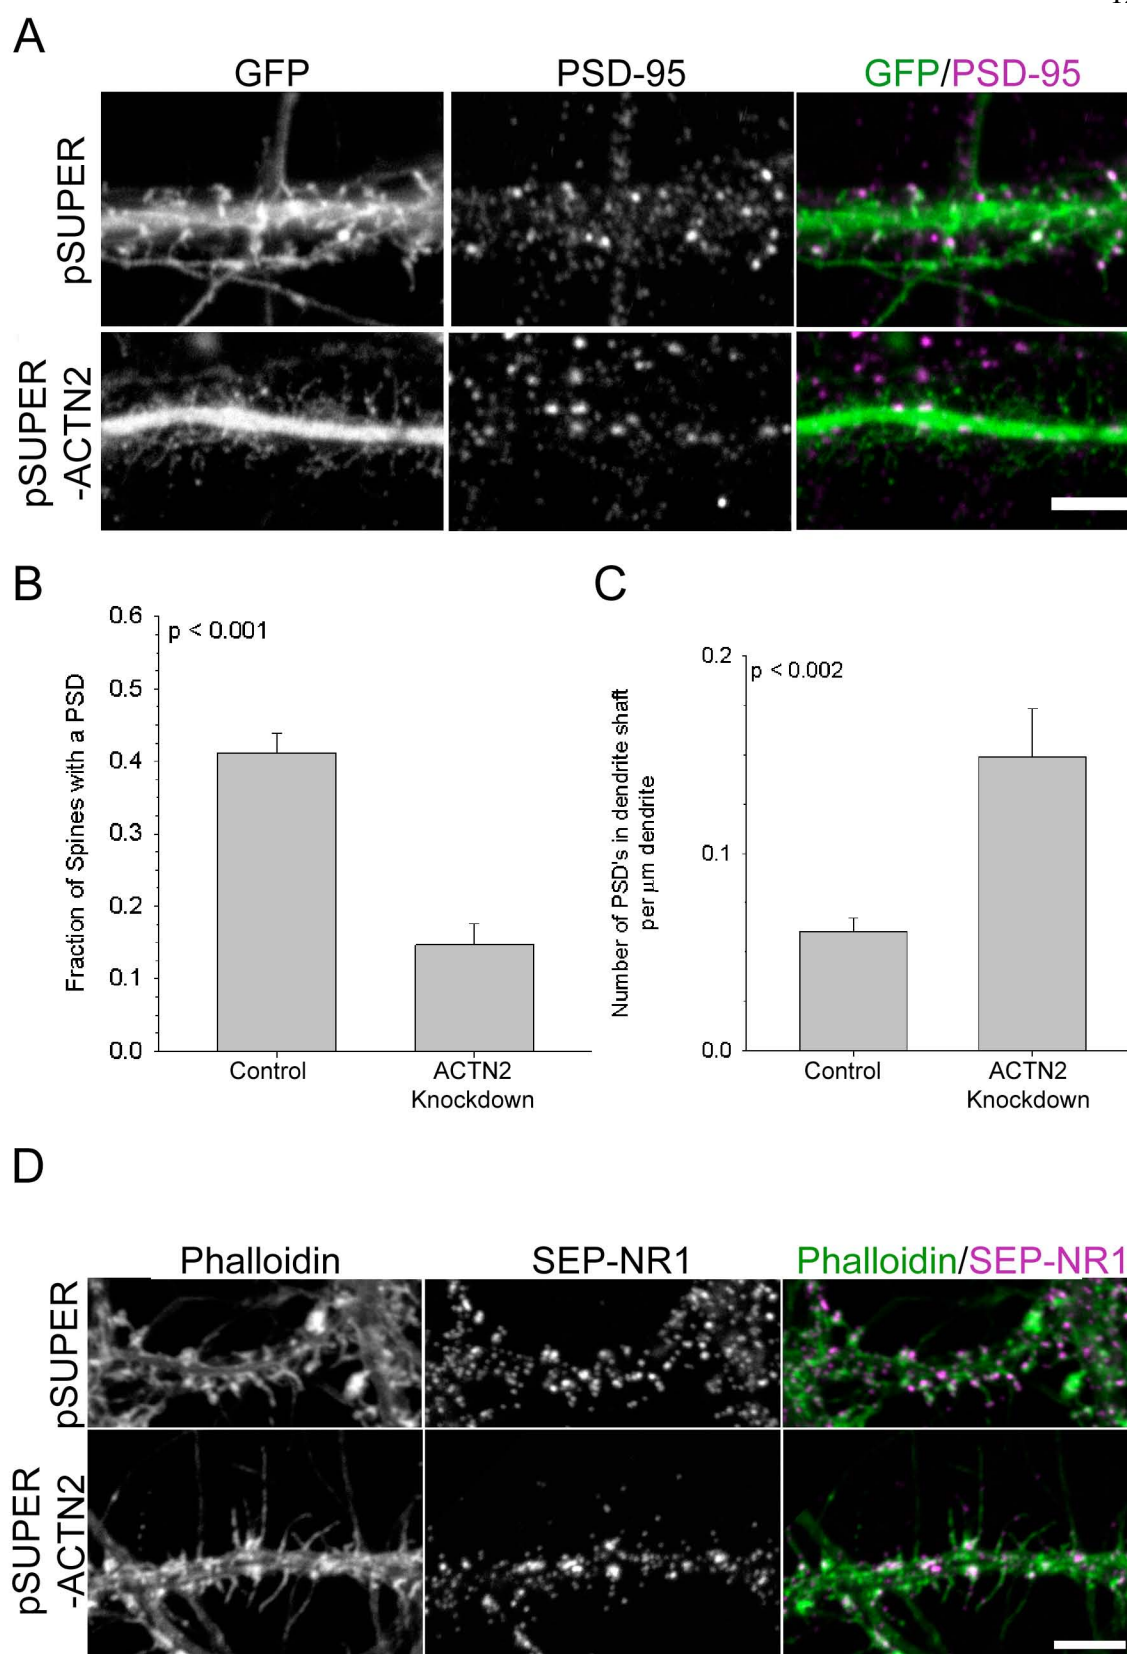 A
GFP
PSD-95
GFP/PSD-95
pSUPER
pSUPER
-ACTN2
B
p < 0.001
Fraction of Spines with a PSD
0.6
0.5
0.4
0.3
0.2
0.1
0.0
Control
ACTN2
Knockdown
C
p < 0.002
Number of PSD's in dendrite shaft
per μm dendrite
0.2
0.1
0.0
Control
ACTN2
Knockdown
D
Phalloidin
SEP-NR1
Phalloidin/SEP-NR1
pSUPER
pSUPER
-ACTN2